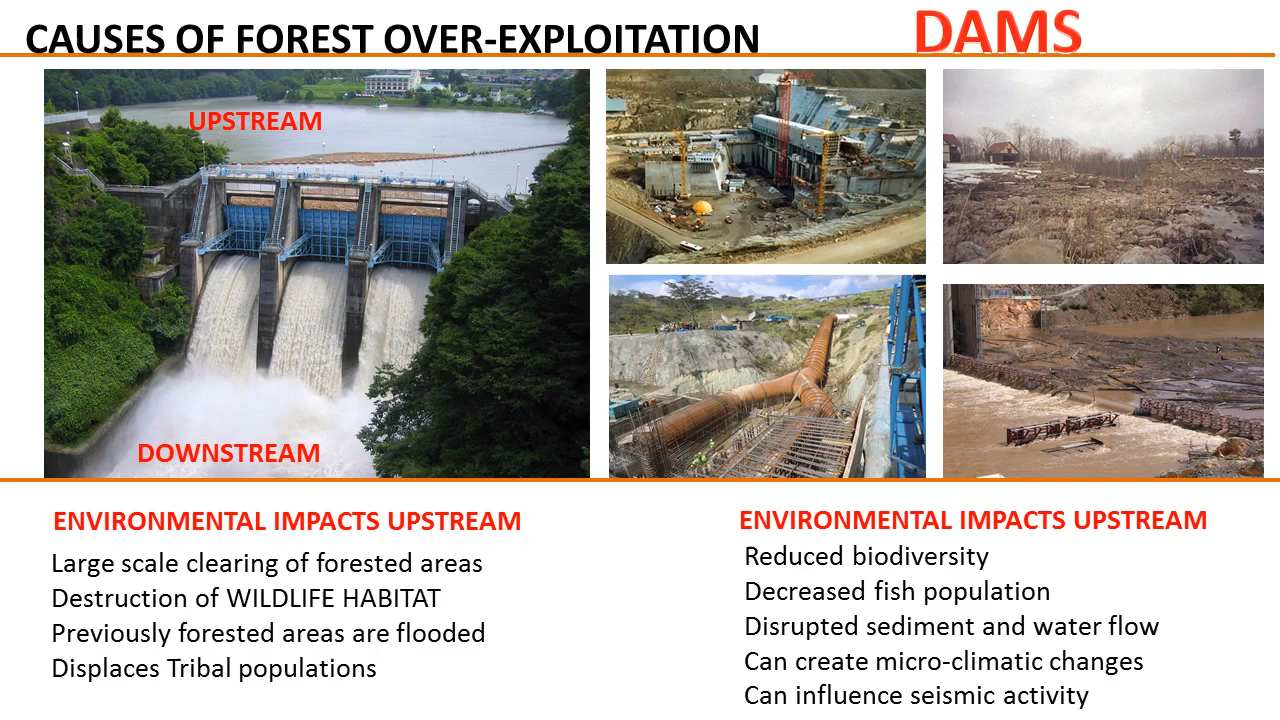 CAUSES OF FOREST OVER-EXPLOITATION
DAMS
UPSTREAM
DOWNSTREAM
ENVIRONMENTAL IMPACTS UPSTREAM
Large scale clearing of forested areas
Destruction of WILDLIFE HABITAT
Previously forested areas are flooded
Displaces Tribal populations
ENVIRONMENTAL IMPACTS UPSTREAM
Reduced biodiversity
Decreased fish population
Disrupted sediment and water flow
Can create micro-climatic changes
Can influence seismic activity